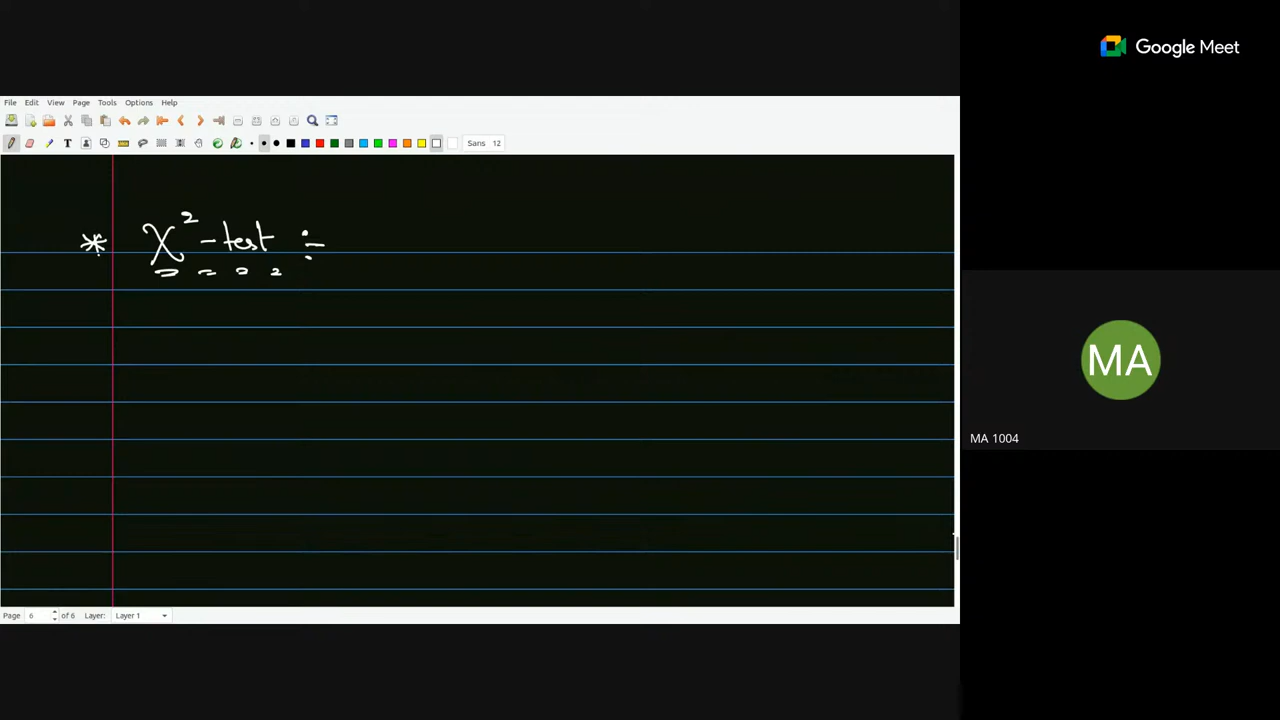 Google Meet
File Edit View Page Tools Options Help
T
Sans 12
* χ² - test :-
MA
MA 1004
Page 6 of 6 Layer: Layer 1